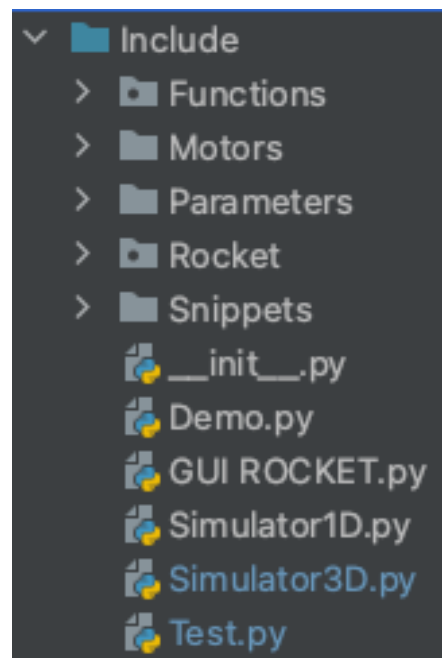 Include
Functions
Motors
Parameters
Rocket
Snippets
__init__.py
Demo.py
GUI ROCKET.py
Simulator1D.py
Simulator3D.py
Test.py